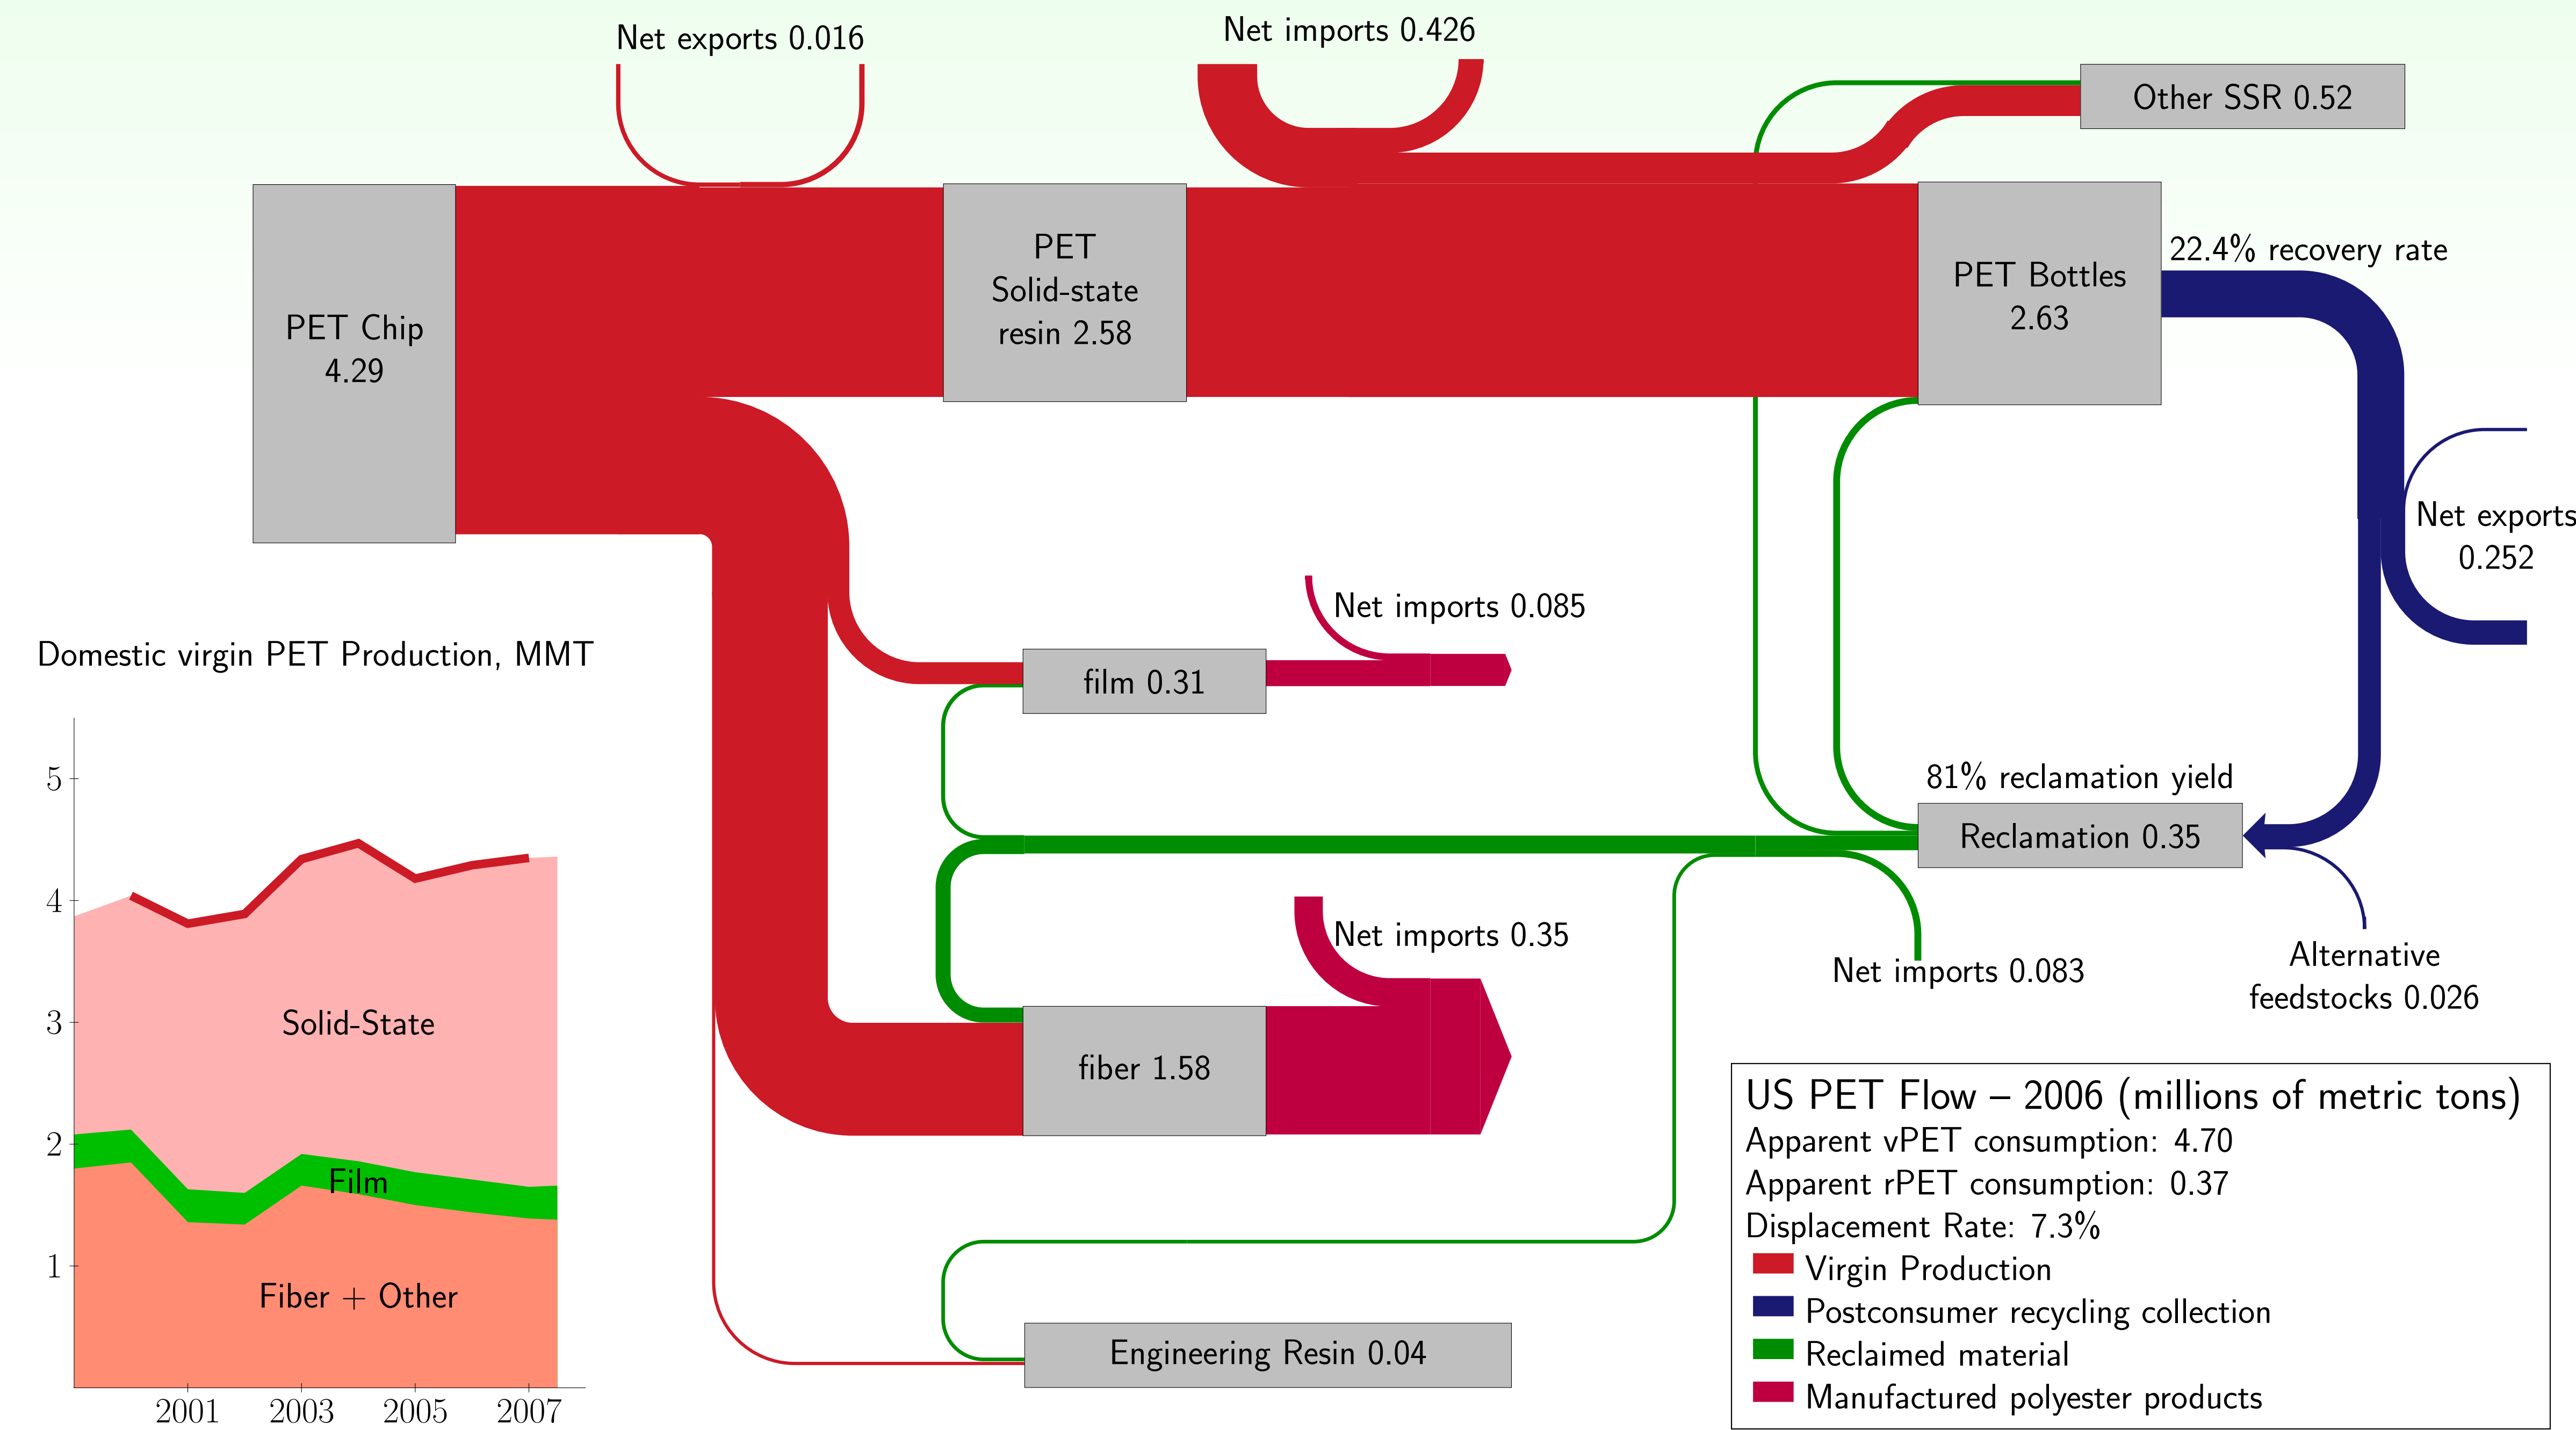 Net exports 0.016
Net imports 0.426
Other SSR 0.52
PET Chip
4.29
PET
Solid-state
resin 2.58
PET Bottles
2.63
22.4% recovery rate
Net exports
0.252
film 0.31
Net imports 0.085
81% reclamation yield
Reclamation 0.35
Net imports 0.083
Alternative
feedstocks 0.026
fiber 1.58
Net imports 0.35
Engineering Resin 0.04
Domestic virgin PET Production, MMT
5
4
3
2
1
Solid-State
Film
Fiber + Other
2001 2003 2005 2007
US PET Flow – 2006 (millions of metric tons)
Apparent vPET consumption: 4.70
Apparent rPET consumption: 0.37
Displacement Rate: 7.3%
Virgin Production
Postconsumer recycling collection
Reclaimed material
Manufactured polyester products